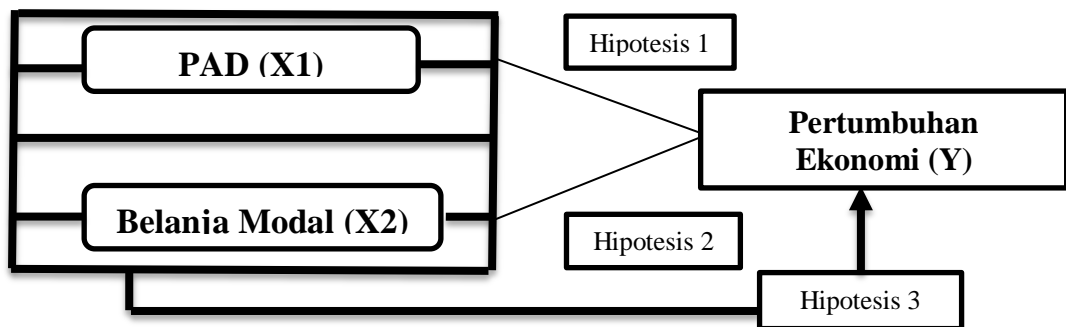 Hipotesis 1
PAD (X1)
Pertumbuhan
Ekonomi (Y)
Belanja Modal (X2)
Hipotesis 2
Hipotesis 3